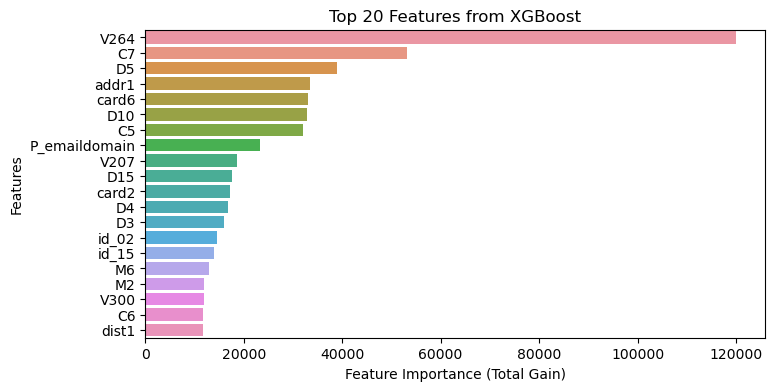 Top 20 Features from XGBoost
Features
V264
C7
D5
addr1
card6
D10
C5
P_emaildomain
V207
D15
card2
D4
D3
id_02
id_15
M6
M2
V300
C6
dist1
0 20000 40000 60000 80000 100000 120000
Feature Importance (Total Gain)